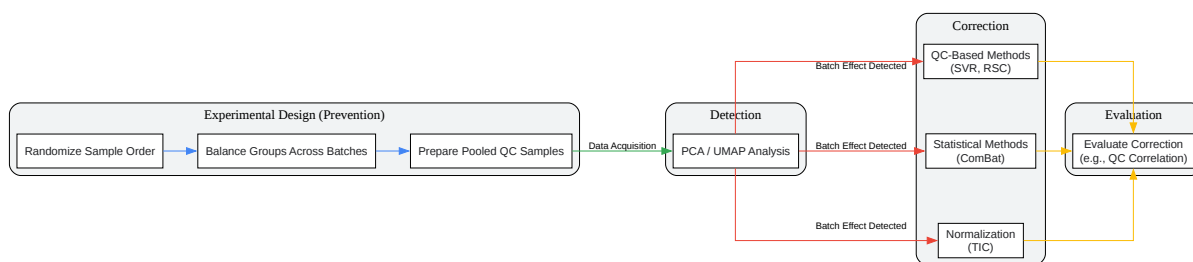 Experimental Design (Prevention)
Randomize Sample Order
Balance Groups Across Batches
Prepare Pooled QC Samples
Data Acquisition
Detection
PCA / UMAP Analysis
Batch Effect Detected
Batch Effect Detected
Batch Effect Detected
Correction
QC-Based Methods
(SVR, RSC)
Statistical Methods
(ComBat)
Normalization
(TIC)
Evaluation
Evaluate Correction
(e.g., QC Correlation)